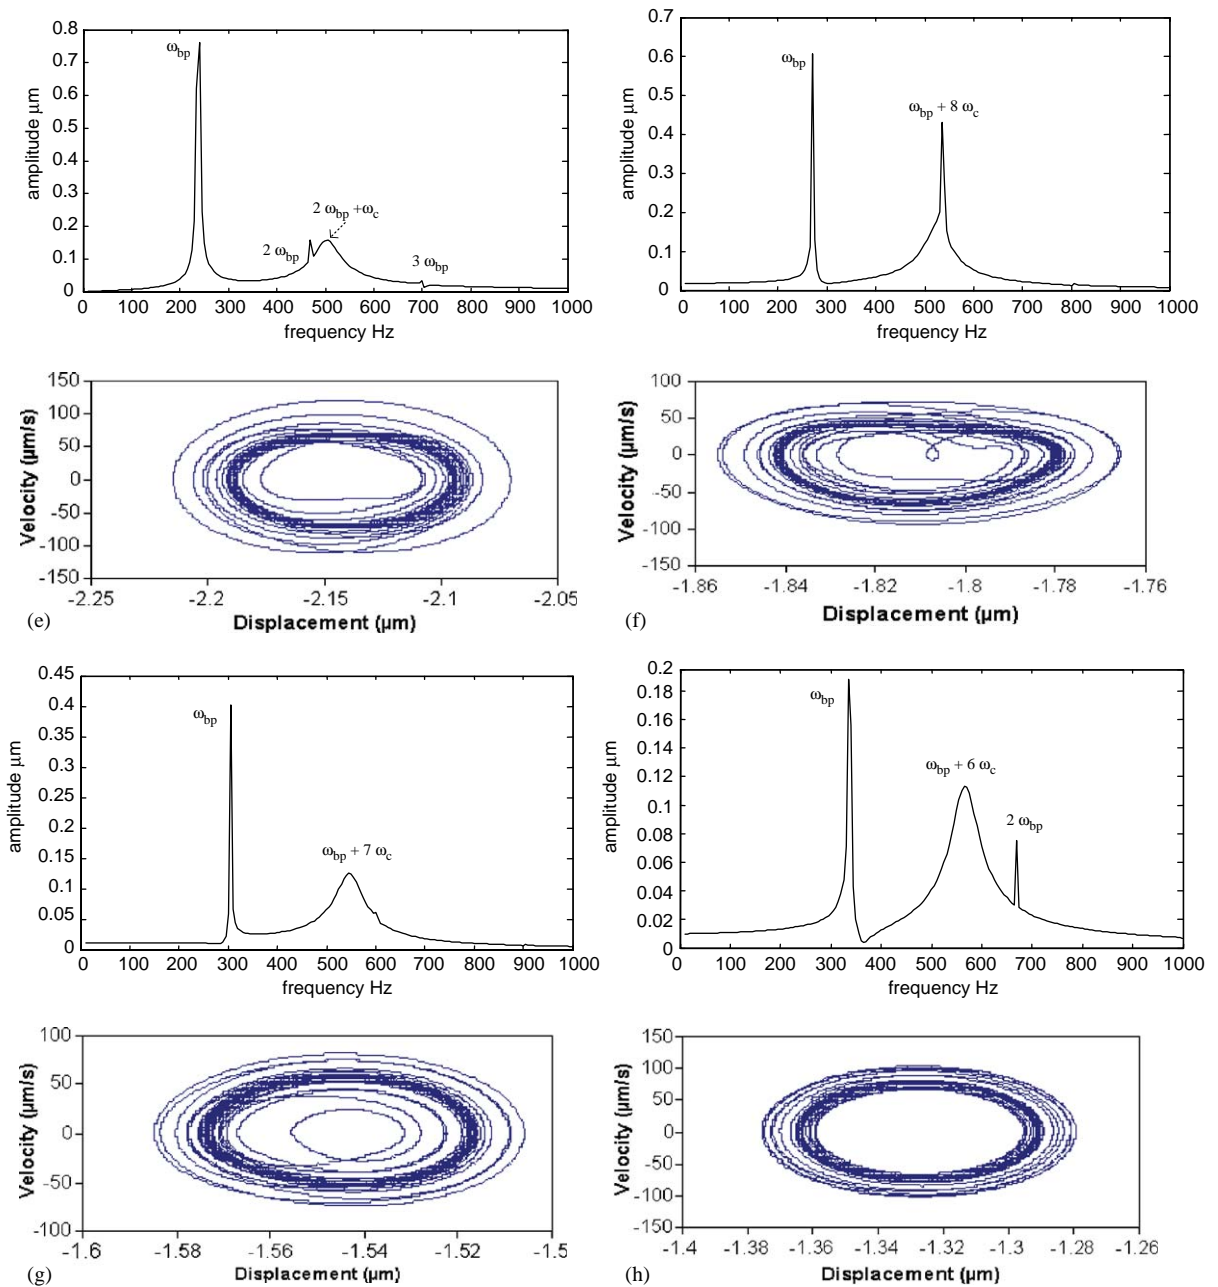 0.8
0.7
0.6
0.5
0.4
0.3
0.2
0.1
0
amplitude μm
ω_bp
2 ω_bp +ω_c
2 ω_bp
3 ω_bp
0 100 200 300 400 500 600 700 800 900 1000
frequency Hz
0.7
0.6
0.5
0.4
0.3
0.2
0.1
0
amplitude μm
ω_bp
ω_bp + 8 ω_c
0 100 200 300 400 500 600 700 800 900 1000
frequency Hz
150
100
50
0
-50
-100
-150
Velocity (µm/s)
-2.25 -2.2 -2.15 -2.1 -2.05
(e)
Displacement (µm)
100
50
0
-50
-100
-150
Velocity (µm/s)
-1.86 -1.84 -1.82 -1.8 -1.78 -1.76
(f)
Displacement (µm)
0.45
0.4
0.35
0.3
0.25
0.2
0.15
0.1
0.05
0
amplitude μm
ω_bp
ω_bp + 7 ω_c
0 100 200 300 400 500 600 700 800 900 1000
frequency Hz
0.2
0.18
0.16
0.14
0.12
0.1
0.08
0.06
0.04
0.02
0
amplitude μm
ω_bp
ω_bp + 6 ω_c
2 ω_bp
0 100 200 300 400 500 600 700 800 900 1000
frequency Hz
100
50
0
-50
-100
Velocity (µm/s)
-1.6 -1.58 -1.56 -1.54 -1.52 -1.5
(g)
Displacement (µm)
150
100
50
0
-50
-100
-150
Velocity (µm/s)
-1.4 -1.38 -1.36 -1.34 -1.32 -1.3 -1.28 -1.26
(h)
Displacement (µm)